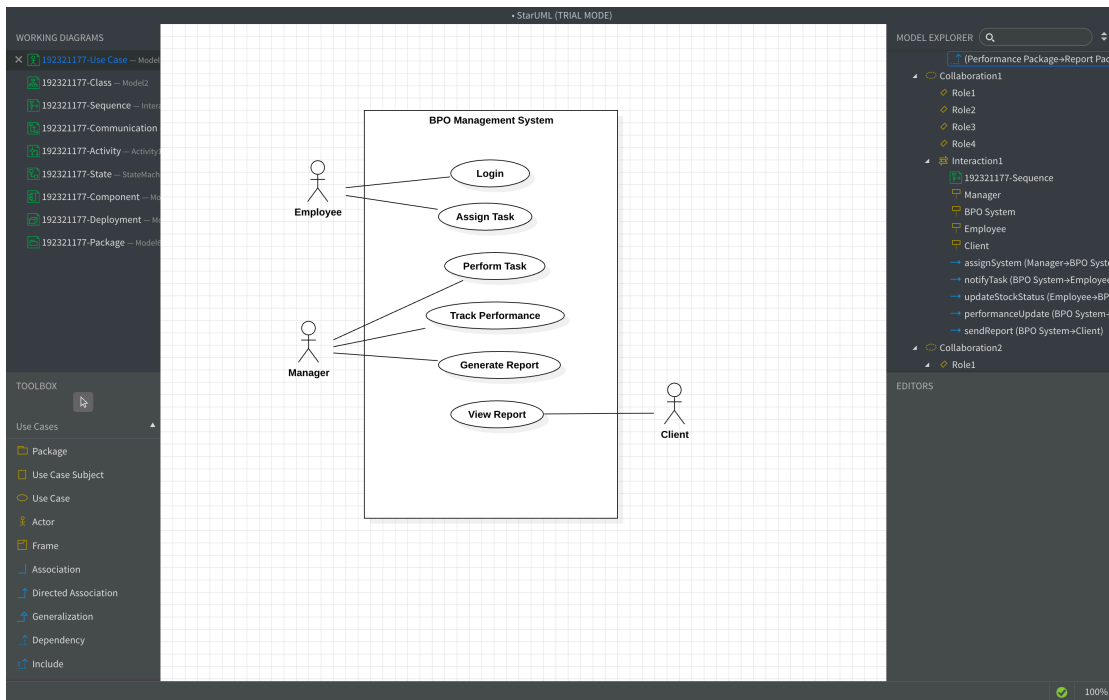 • StarUML (TRIAL MODE)
WORKING DIAGRAMS
192321177-Use Case — Model
192321177-Class — Model2
192321177-Sequence — Intera
192321177-Communication
192321177-Activity — Activity1
192321177-State — StateMach
192321177-Component — Mo
192321177-Deployment — Mo
192321177-Package — Model6
TOOLBOX
Use Cases
Package
Use Case Subject
Use Case
Actor
Frame
Association
Directed Association
Generalization
Dependency
Include
BPO Management System
Login
Employee
Assign Task
Perform Task
Track Performance
Manager
Generate Report
View Report
Client
MODEL EXPLORER
(Performance Package→Report Pac
Collaboration1
Role1
Role2
Role3
Role4
Interaction1
192321177-Sequence
Manager
BPO System
Employee
Client
assignSystem (Manager→BPO Syste
notifyTask (BPO System→Employee
updateStockStatus (Employee→BP
performanceUpdate (BPO System→
sendReport (BPO System→Client)
Collaboration2
Role1
EDITORS
100%